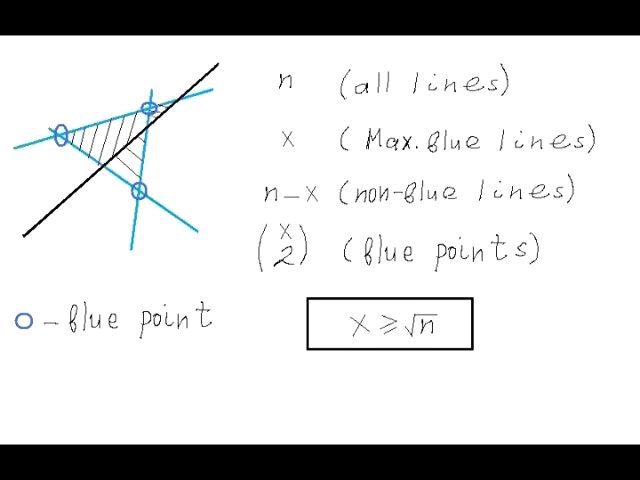 n (all lines)
x (Max. blue lines)
n - x (non-blue lines)
(x 2) (blue points)
o - blue point
x ≥ √n